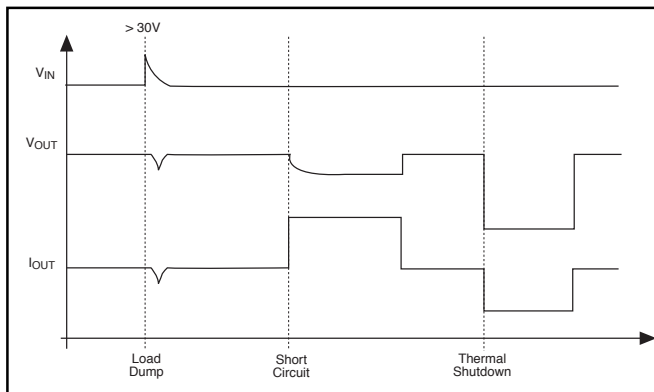 > 30V
VIN
VOUT
IOUT
Load
Dump
Short
Circuit
Thermal
Shutdown